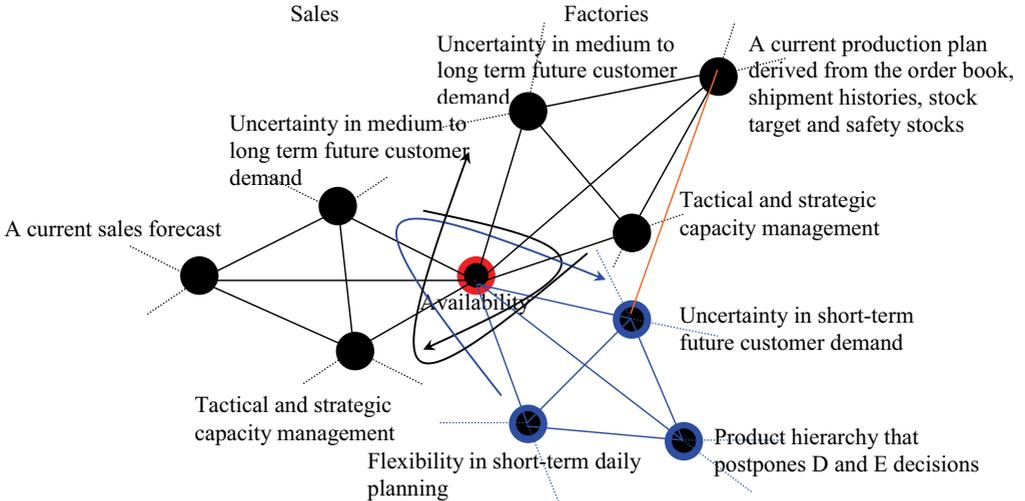 Sales
Factories
Uncertainty in medium to
long term future customer
demand
A current production plan
derived from the order book,
shipment histories, stock
target and safety stocks
Uncertainty in medium to
long term future customer
demand
Tactical and strategic
capacity management
A current sales forecast
Availability
Uncertainty in short-term
future customer demand
Tactical and strategic
capacity management
Product hierarchy that
postpones D and E decisions
Flexibility in short-term daily
planning